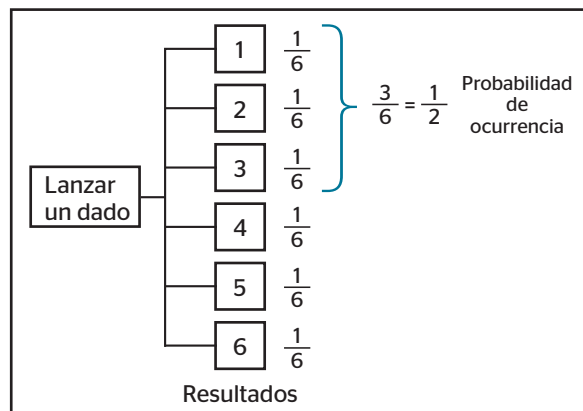 1 1/6
2 1/6
3 1/6
3/6 = 1/2
Probabilidad
de
ocurrencia
Lanzar
un dado
4 1/6
5 1/6
6 1/6
Resultados